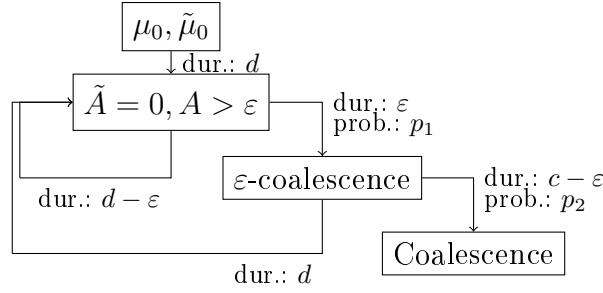 μ₀, μ̃₀
dur.: d
Ã = 0, A > ε
dur.: ε
prob.: p₁
ε-coalescence
dur.: d − ε
dur.: c − ε
prob.: p₂
Coalescence
dur.: d